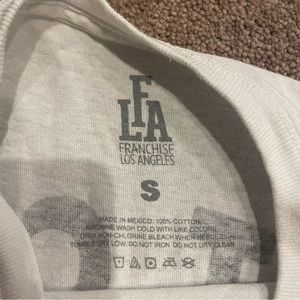 LFA
FRANCHISE
LOS ANGELES
S
MADE IN MEXICO. 100% COTTON.
MACHINE WASH COLD WITH LIKE COLORS.
ONLY NON-CHLORINE BLEACH WHEN NEEDED.
TUMBLE DRY LOW. DO NOT IRON. DO NOT DRY CLEAN.